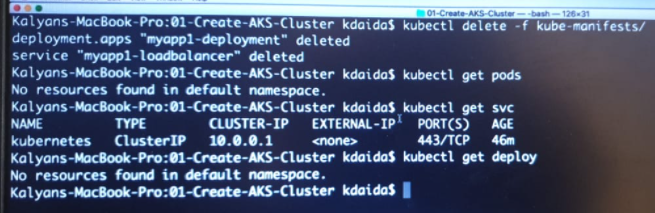 01-Create-AKS-Cluster — -bash — 126×31
Kalyans-MacBook-Pro:01-Create-AKS-Cluster kdaida$ kubectl delete -f kube-manifests/
deployment.apps "myapp1-deployment" deleted
service "myapp1-loadbalancer" deleted
Kalyans-MacBook-Pro:01-Create-AKS-Cluster kdaida$ kubectl get pods
No resources found in default namespace.
Kalyans-MacBook-Pro:01-Create-AKS-Cluster kdaida$ kubectl get svc
NAME TYPE CLUSTER-IP EXTERNAL-IP PORT(S) AGE
kubernetes ClusterIP 10.0.0.1 <none> 443/TCP 46m
Kalyans-MacBook-Pro:01-Create-AKS-Cluster kdaida$ kubectl get deploy
No resources found in default namespace.
Kalyans-MacBook-Pro:01-Create-AKS-Cluster kdaida$